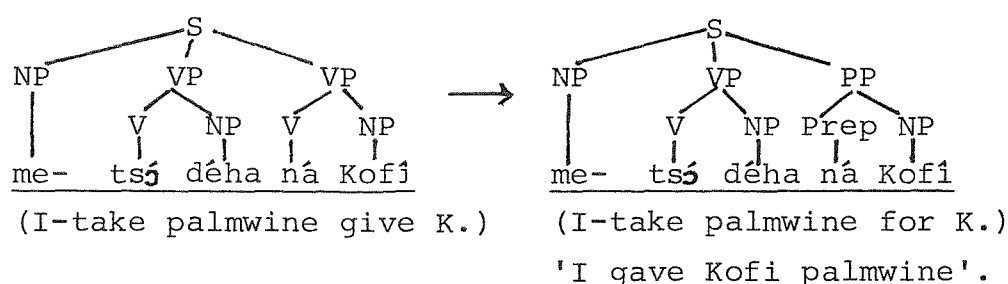 S S
NP VP VP → NP VP PP
V NP V NP V NP Prep NP
me- tsɔ́ déha ná Kofí me- tsɔ́ déha ná Kofí
(I-take palmwine give K.) (I-take palmwine for K.)
'I gave Kofi palmwine'.